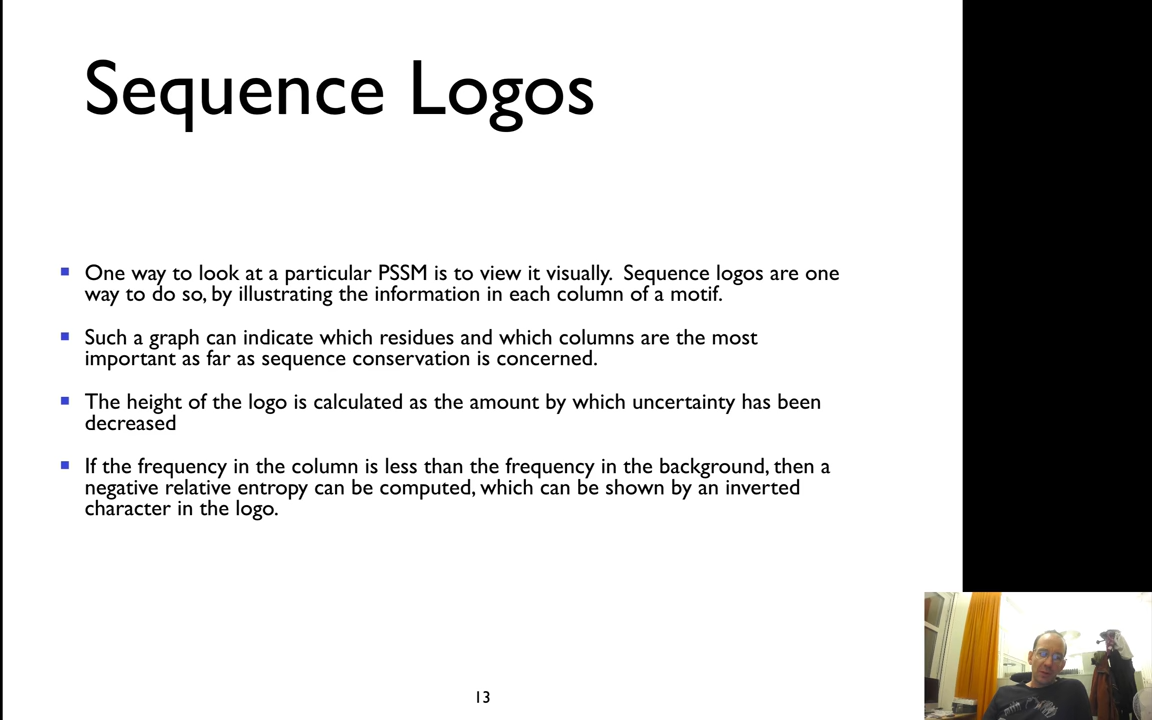 Sequence Logos
One way to look at a particular PSSM is to view it visually.  Sequence logos are one
way to do so, by illustrating the information in each column of a motif.
Such a graph can indicate which residues and which columns are the most
important as far as sequence conservation is concerned.
The height of the logo is calculated as the amount by which uncertainty has been
decreased
If the frequency in the column is less than the frequency in the background, then a
negative relative entropy can be computed, which can be shown by an inverted
character in the logo.
13